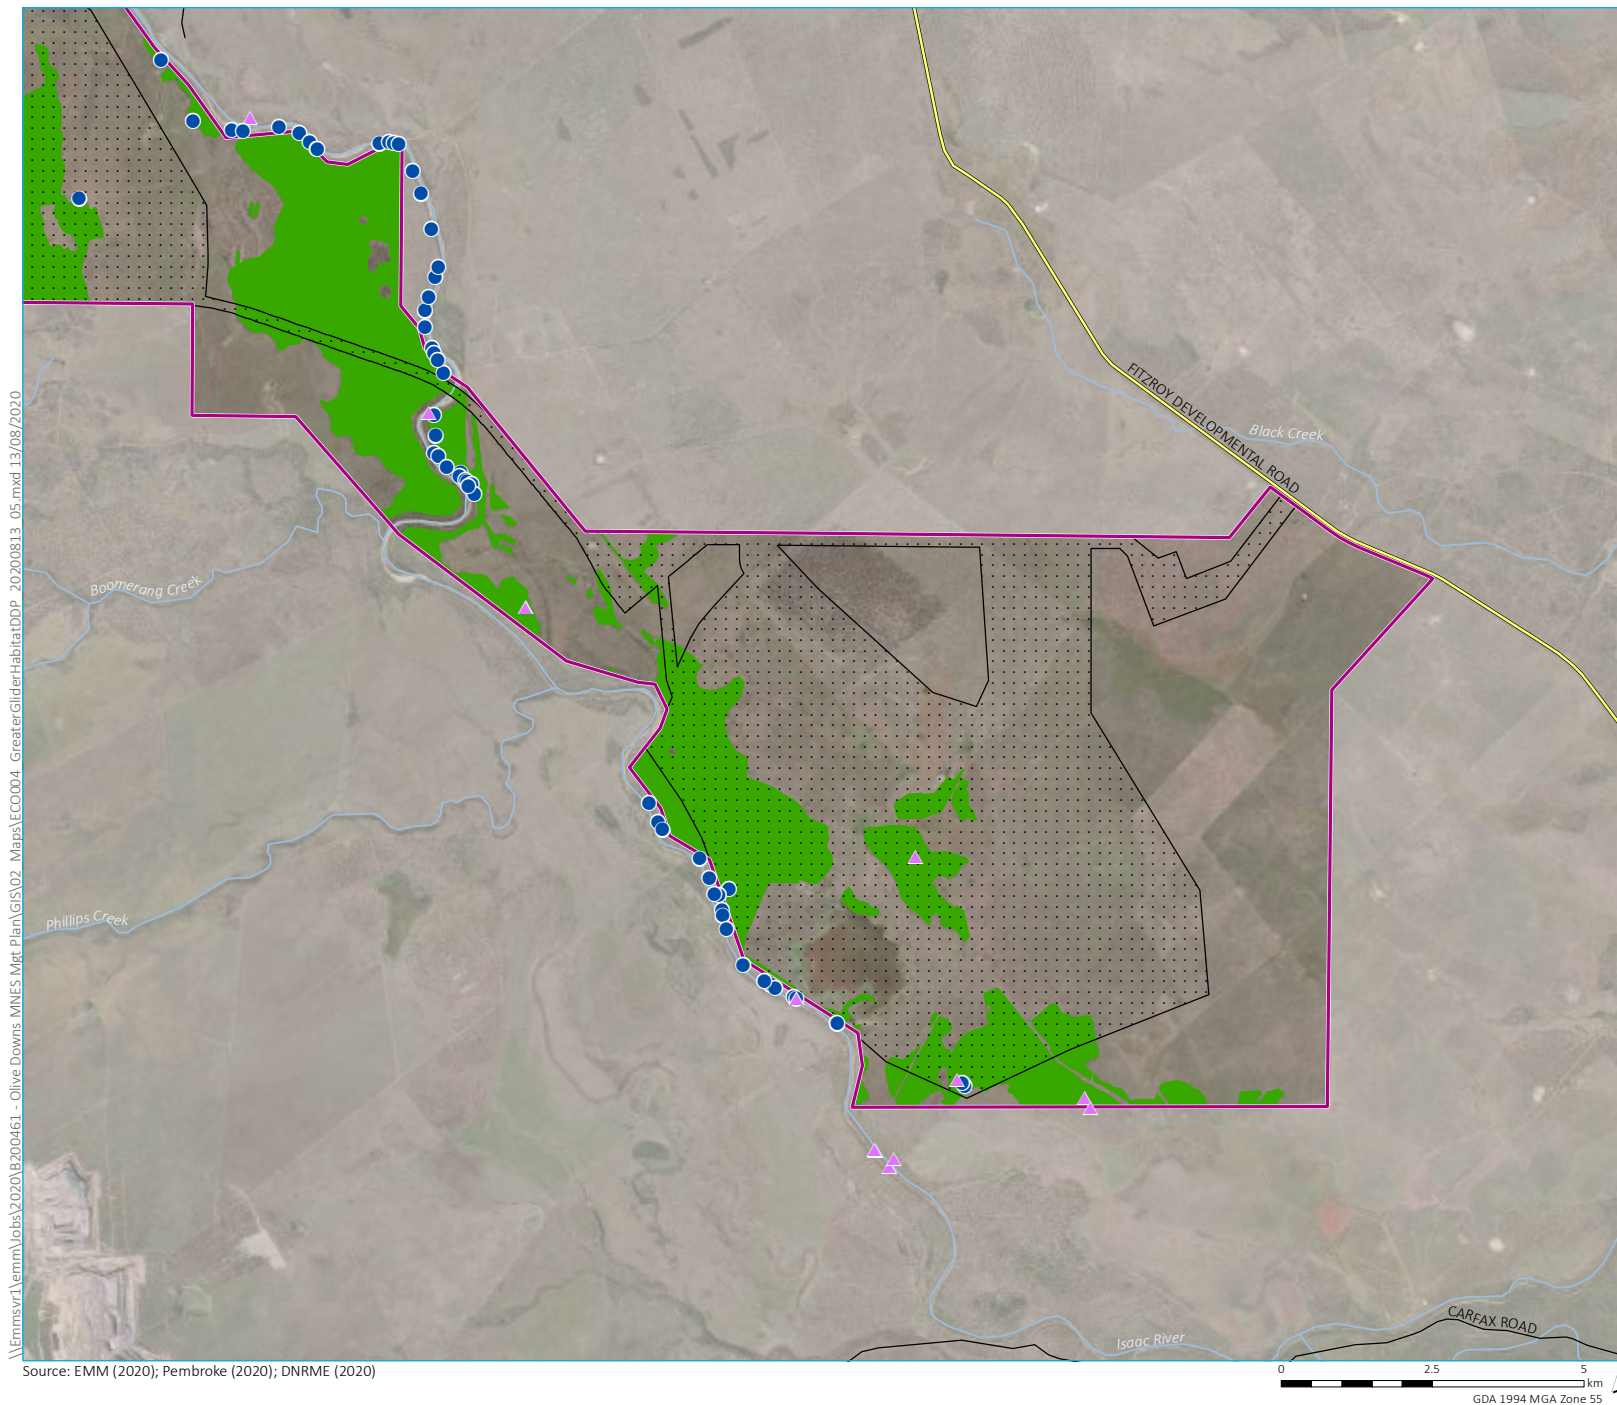 FITZROY DEVELOPMENTAL ROAD
Black Creek
Boomerang Creek
Phillips Creek
CARFAX ROAD
Isaac River
\\Emmsvr1\emm\Jobs\2020\B200461 - Olive Downs MNES Mgt Plan\GIS\02_Maps\ECO004_GreaterGliderHabitatDDP_20200813_05.mxd 13/08/2020
Source: EMM (2020); Pembroke (2020); DNRME (2020)
0 2.5 5
km
GDA 1994 MGA Zone 55